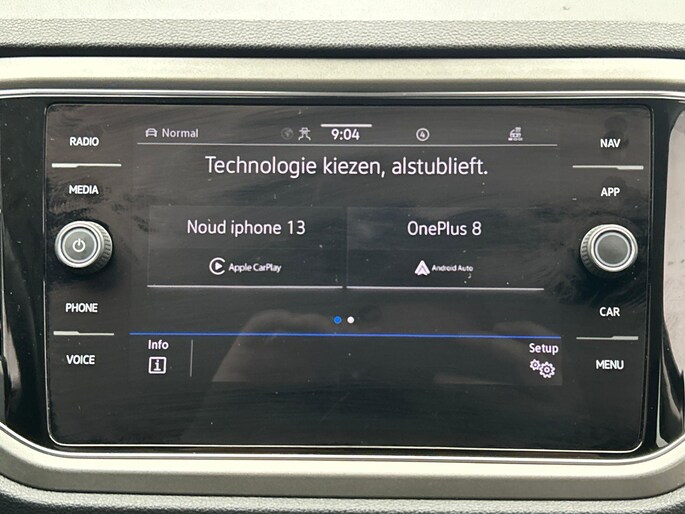 RADIO
MEDIA
PHONE
VOICE
Normal
9:04
4
Technologie kiezen, alstublieft.
Noud iphone 13
Apple CarPlay
OnePlus 8
Android Auto
Info
i
Setup
NAV
APP
CAR
MENU